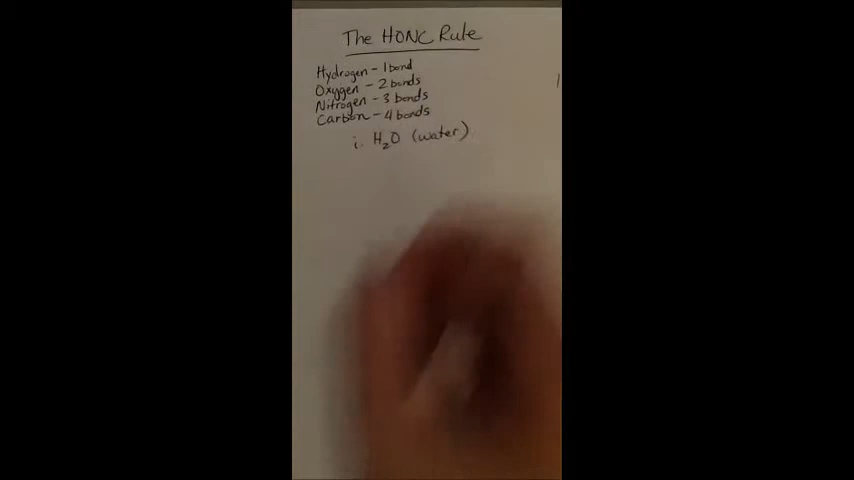 The HONC Rule
Hydrogen - 1 bond
Oxygen - 2 bonds
Nitrogen - 3 bonds
Carbon - 4 bonds
i. H₂O (water)